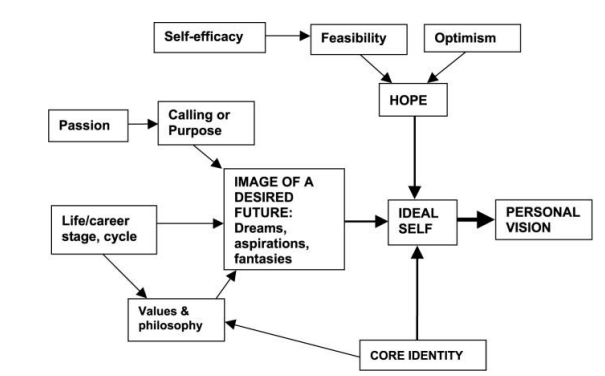 Self-efficacy
Feasibility
Optimism
HOPE
Passion
Calling or
Purpose
IMAGE OF A
DESIRED
FUTURE:
Dreams,
aspirations,
fantasies
Life/career
stage, cycle
IDEAL
SELF
PERSONAL
VISION
Values &
philosophy
CORE IDENTITY